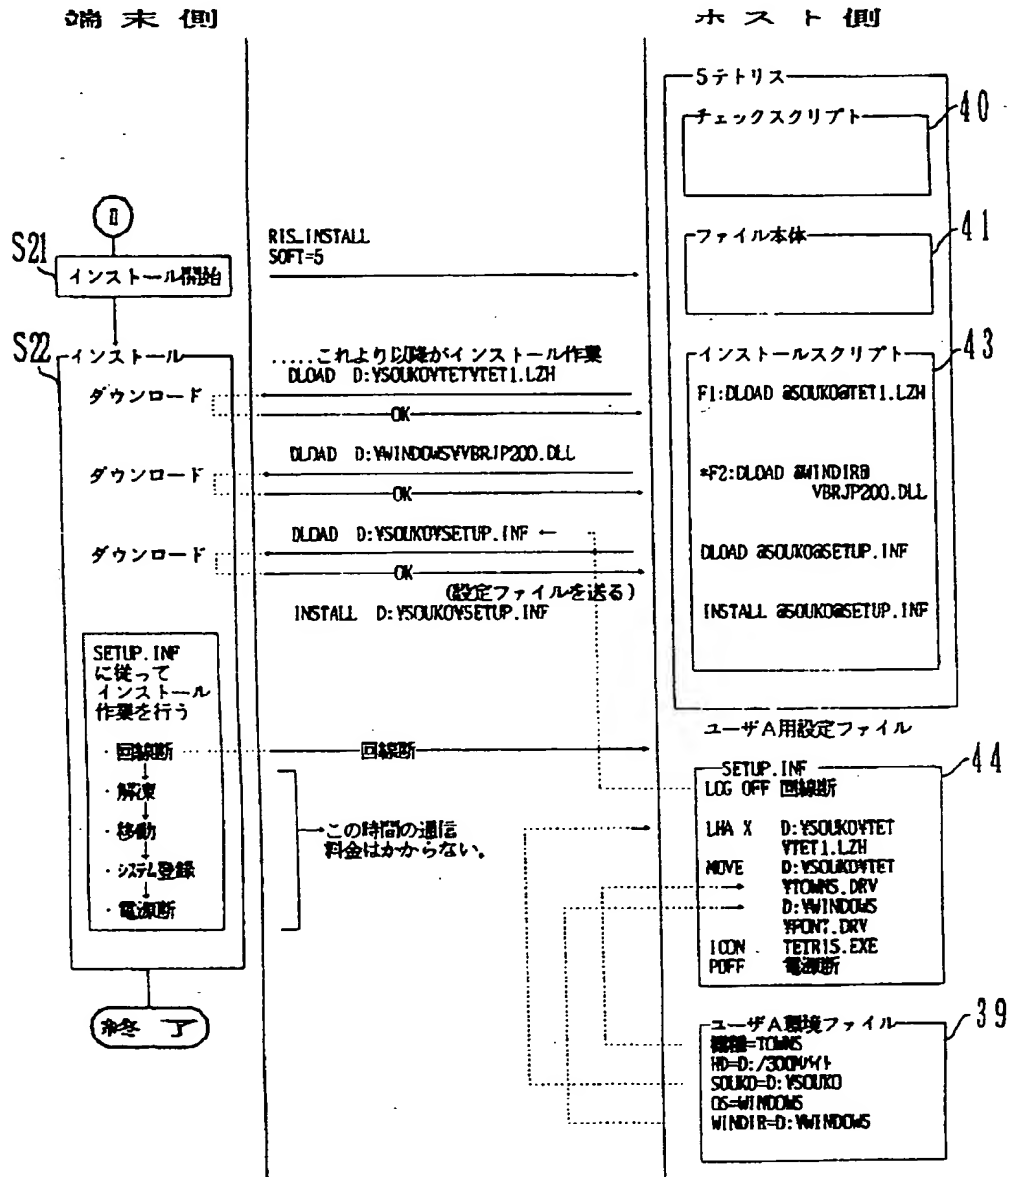 端末側
ホスト側
5テトリス
チェックスクリプト
40
ファイル本体
41
S21
インストール開始
RIS_INSTALL
SOFT=5
S22
インストール
.....これより以降がインストール作業
DLOAD D:¥SOUKO¥TET¥TET1.LZH
ダウンロード
OK
DLOAD D:¥WINDOWS¥VBRJP200.DLL
ダウンロード
OK
DLOAD D:¥SOUKO¥SETUP.INF ←
ダウンロード
OK
(設定ファイルを送る)
INSTALL D:¥SOUKO¥SETUP.INF
インストールスクリプト
43
F1:DLOAD @SOUKO@TET1.LZH
*F2:DLOAD @WINDIR@
VBRJP200.DLL
DLOAD @SOUKO@SETUP.INF
INSTALL @SOUKO@SETUP.INF
SETUP.INF
に従って
インストール
作業を行う
・回線断
回線断
・解凍
・移動
・システム登録
・電源断
この時間の通信
料金はかからない。
終了
ユーザA用設定ファイル
SETUP.INF
44
LOG OFF 回線断
LHA X D:¥SOUKO¥TET
¥TET1.LZH
MOVE D:¥SOUKO¥TET
¥TOWNS.DRV
D:¥WINDOWS
¥FONT.DRV
ICON TETRIS.EXE
POFF 電源断
ユーザA環境ファイル
39
機種=TOWNS
HD=D:/300Mバイト
SOUKO=D:¥SOUKO
OS=WINDOWS
WINDIR=D:¥WINDOWS